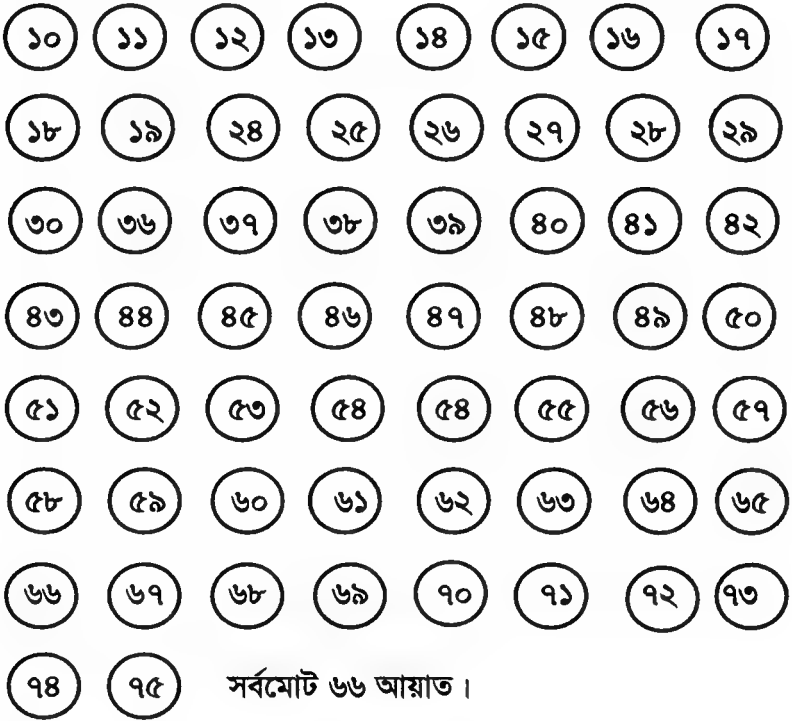 ১০ ১১ ১২ ১৩ ১৪ ১৫ ১৬ ১৭
১৮ ১৯ ২৪ ২৫ ২৬ ২৭ ২৮ ২৯
৩০ ৩৬ ৩৭ ৩৮ ৩৯ ৪০ ৪১ ৪২
৪৩ ৪৪ ৪৫ ৪৬ ৪৭ ৪৮ ৪৯ ৫০
৫১ ৫২ ৫৩ ৫৪ ৫৪ ৫৫ ৫৬ ৫৭
৫৮ ৫৯ ৬০ ৬১ ৬২ ৬৩ ৬৪ ৬৫
৬৬ ৬৭ ৬৮ ৬৯ ৭০ ৭১ ৭২ ৭৩
৭৪ ৭৫ সর্বমোট ৬৬ আয়াত।